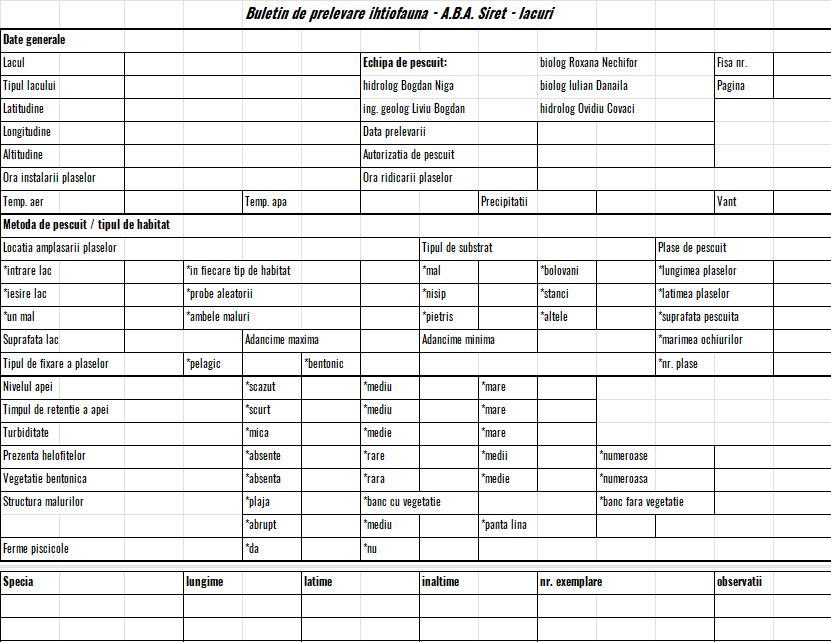 Buletin de prelevare ihtiofauna - A.B.A. Siret - lacuri
Date generale
Lacul Echipa de pescuit: biolog Roxana Nechifor Fisa nr.
Tipul lacului hidrolog Bogdan Niga biolog Iulian Danaila Pagina
Latitudine ing. geolog Liviu Bogdan hidrolog Ovidiu Covaci
Longitudine Data prelevarii
Altitudine Autorizatia de pescuit
Ora instalarii plaselor Ora ridicarii plaselor
Temp. aer Temp. apa Precipitatii Vant
Metoda de pescuit / tipul de habitat
Locatia amplasarii plaselor Tipul de substrat Plase de pescuit
*intrare lac *in fiecare tip de habitat *mal *bolovani *lungimea plaselor
*iesire lac *probe aleatorii *nisip *stanci *latimea plaselor
*un mal *ambele maluri *pietris *altele *suprafata pescuita
Suprafata lac Adancime maxima Adancime minima *marimea ochiurilor
Tipul de fixare a plaselor *pelagic *bentonic *nr. plase
Nivelul apei *scazut *mediu *mare
Timpul de retentie a apei *scurt *mediu *mare
Turbiditate *mica *medie *mare
Prezenta helofitelor *absente *rare *medii *numeroase
Vegetatie bentonica *absenta *rara *medie *numeroasa
Structura malurilor *plaja *banc cu vegetatie *banc fara vegetatie
*abrupt *mediu *panta lina
Ferme piscicole *da *nu
Specia lungime latime inaltime nr. exemplare observatii